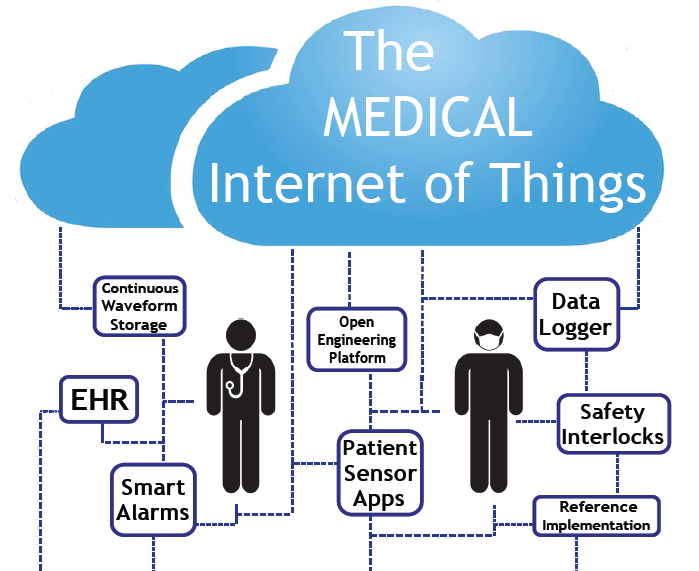 The
MEDICAL
Internet of Things
Continuous
Waveform
Storage
Open
Engineering
Platform
Data
Logger
EHR
Safety
Interlocks
Patient
Sensor
Apps
Smart
Alarms
Reference
Implementation